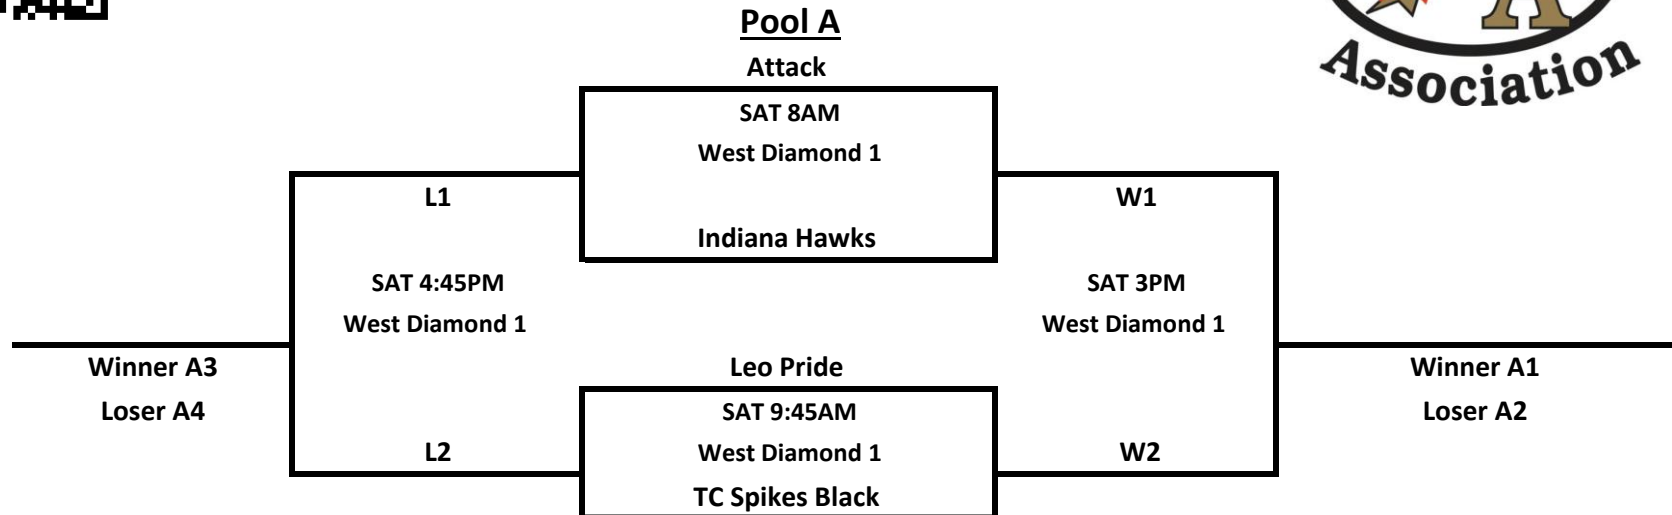 Pool A
Association
Attack
SAT 8AM
West Diamond 1
L1
W1
Indiana Hawks
SAT 4:45PM
SAT 3PM
West Diamond 1
West Diamond 1
Winner A3
Leo Pride
Winner A1
Loser A4
SAT 9:45AM
Loser A2
L2
West Diamond 1
W2
TC Spikes Black